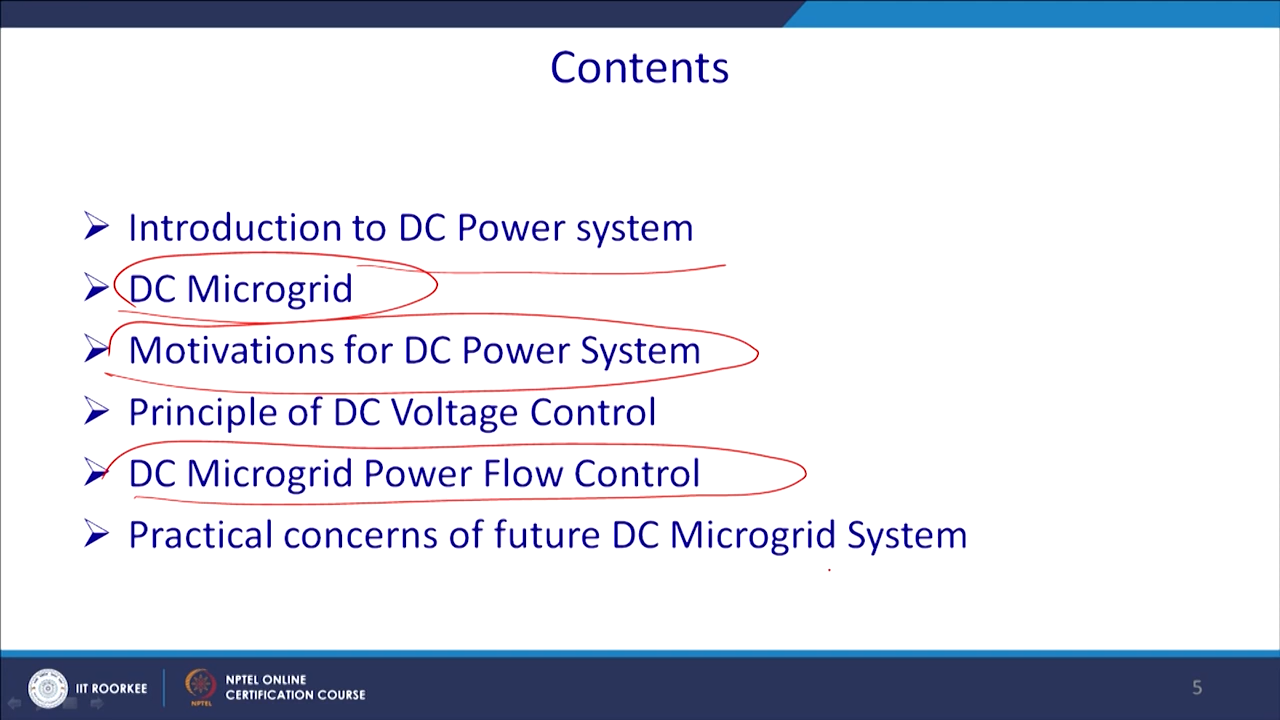 Contents
Introduction to DC Power system
DC Microgrid
Motivations for DC Power System
Principle of DC Voltage Control
DC Microgrid Power Flow Control
Practical concerns of future DC Microgrid System
IIT ROORKEE
NPTEL
NPTEL ONLINE
CERTIFICATION COURSE
5